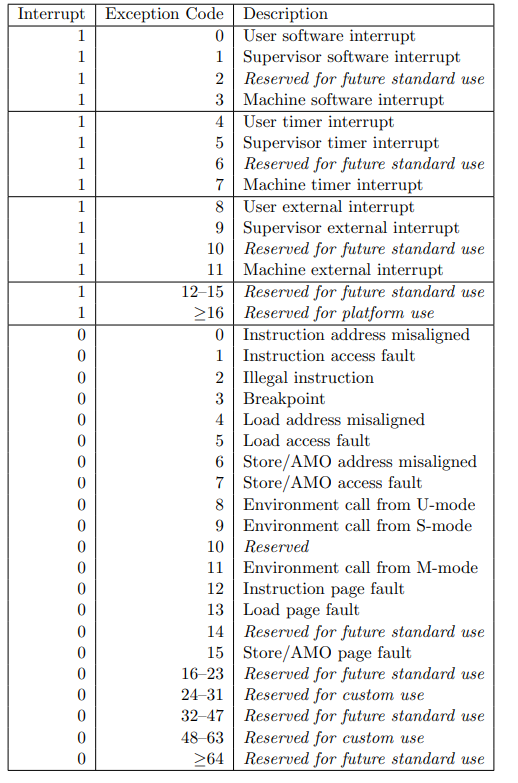 Interrupt Exception Code Description
1 0 User software interrupt
1 1 Supervisor software interrupt
1 2 Reserved for future standard use
1 3 Machine software interrupt
1 4 User timer interrupt
1 5 Supervisor timer interrupt
1 6 Reserved for future standard use
1 7 Machine timer interrupt
1 8 User external interrupt
1 9 Supervisor external interrupt
1 10 Reserved for future standard use
1 11 Machine external interrupt
1 12–15 Reserved for future standard use
1 ≥16 Reserved for platform use
0 0 Instruction address misaligned
0 1 Instruction access fault
0 2 Illegal instruction
0 3 Breakpoint
0 4 Load address misaligned
0 5 Load access fault
0 6 Store/AMO address misaligned
0 7 Store/AMO access fault
0 8 Environment call from U-mode
0 9 Environment call from S-mode
0 10 Reserved
0 11 Environment call from M-mode
0 12 Instruction page fault
0 13 Load page fault
0 14 Reserved for future standard use
0 15 Store/AMO page fault
0 16–23 Reserved for future standard use
0 24–31 Reserved for custom use
0 32–47 Reserved for future standard use
0 48–63 Reserved for custom use
0 ≥64 Reserved for future standard use